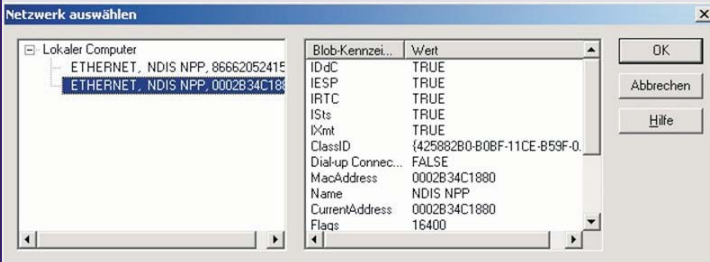 Netzwerk auswählen
Lokaler Computer
ETHERNET, NDIS NPP, 86662052415
ETHERNET, NDIS NPP, 0002B34C188
Blob-Kennzei... Wert
IDdC TRUE
IESP TRUE
IRTC TRUE
ISts TRUE
IXmt TRUE
ClassID {425882B0-B0BF-11CE-B59F-0.
Dial-up Connec... FALSE
MacAddress 0002B34C1880
Name NDIS NPP
CurrentAddress 0002B34C1880
Flags 16400
OK
Abbrechen
Hilfe